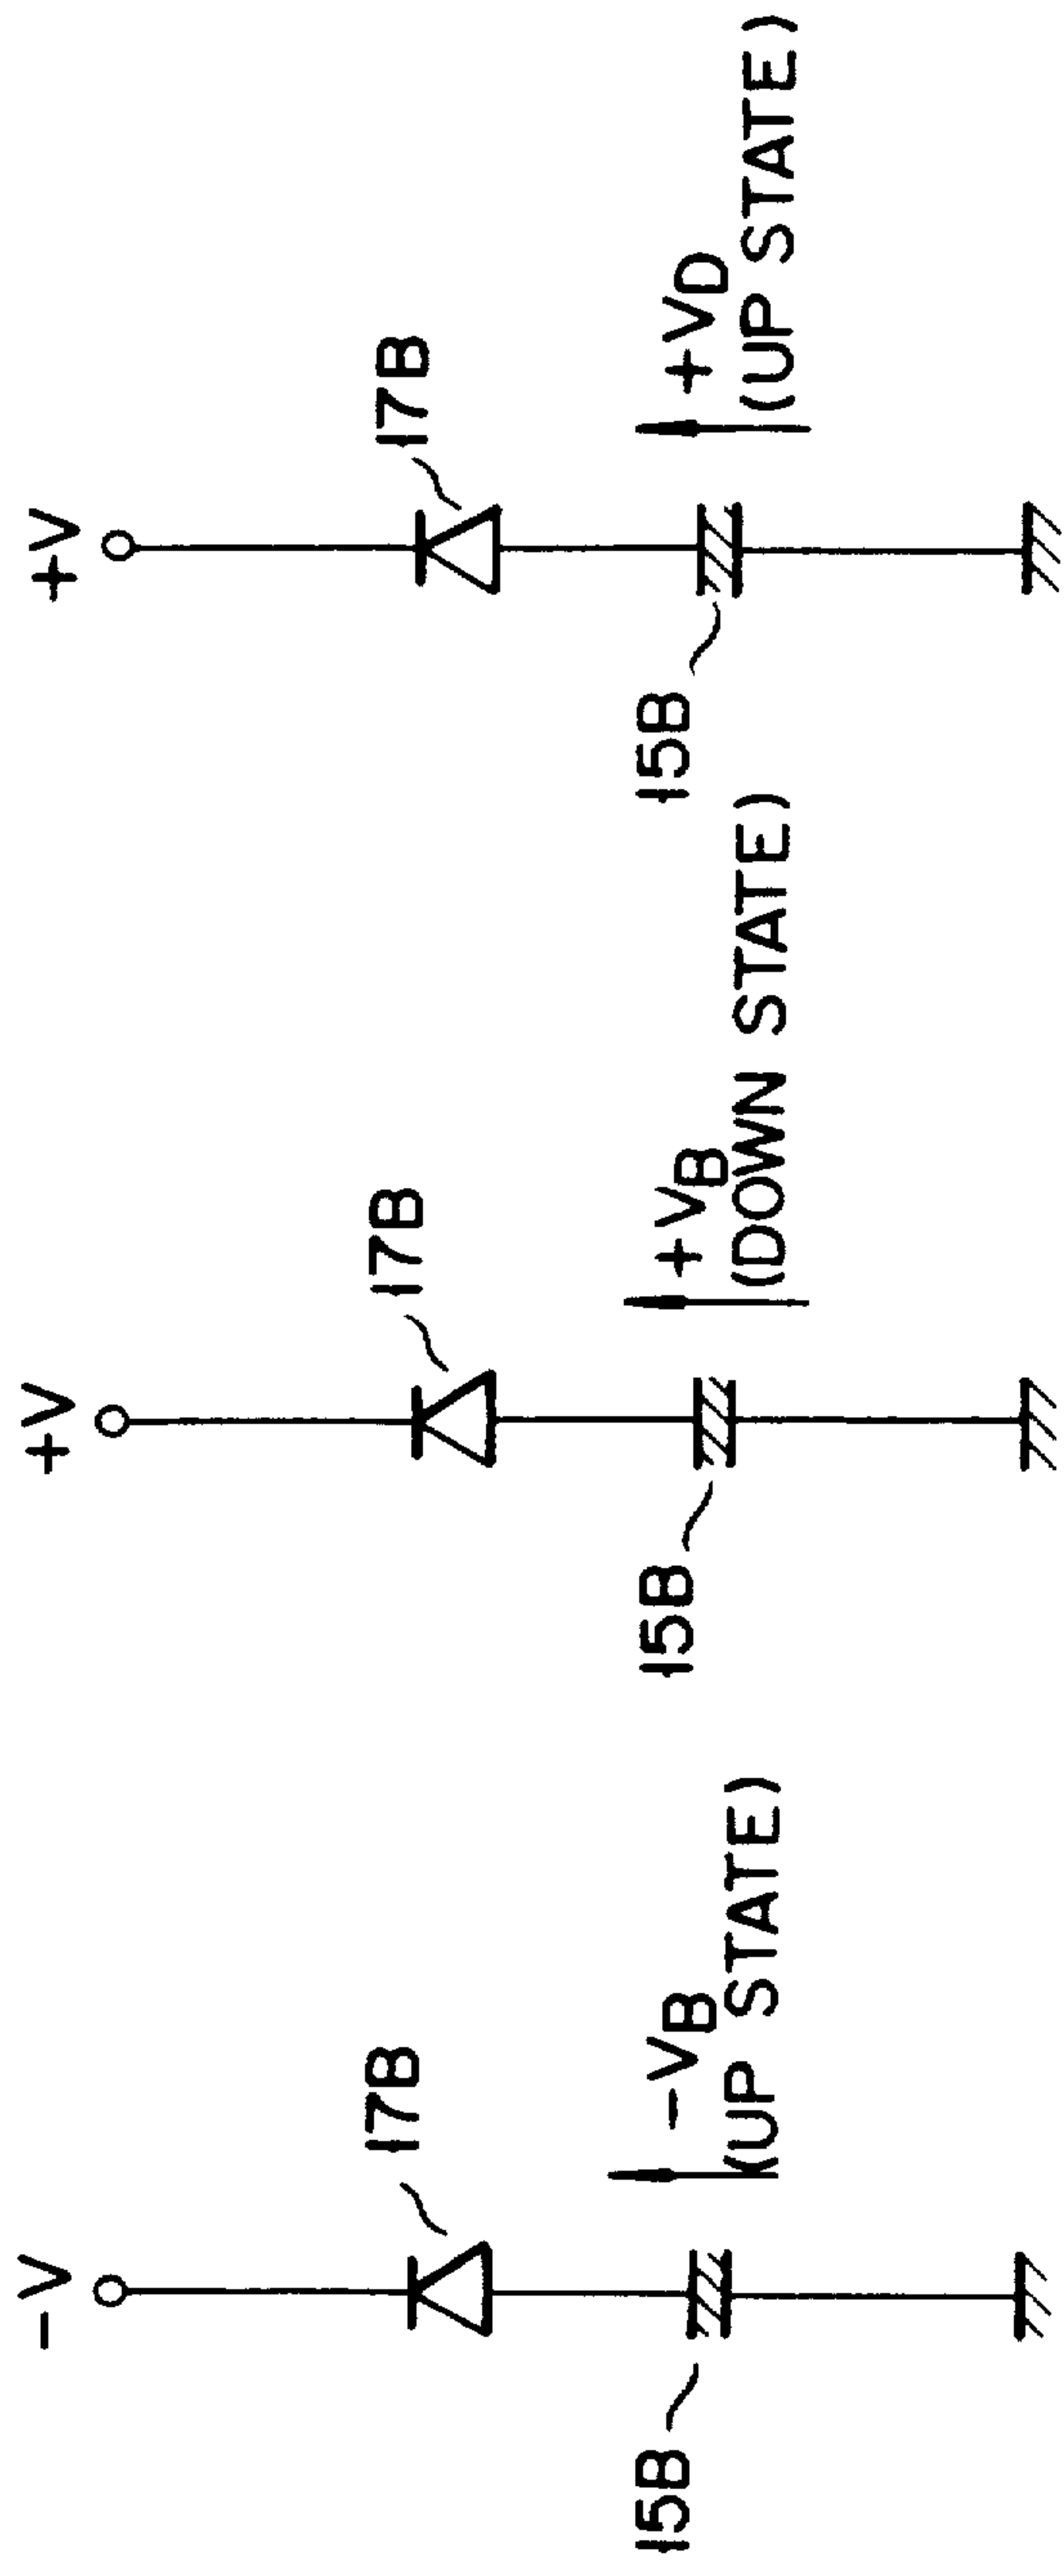 -V
17B
15B
-VB
(UP STATE)
+V
17B
15B
+VB
(DOWN STATE)
+V
17B
15B
+VD
(UP STATE)